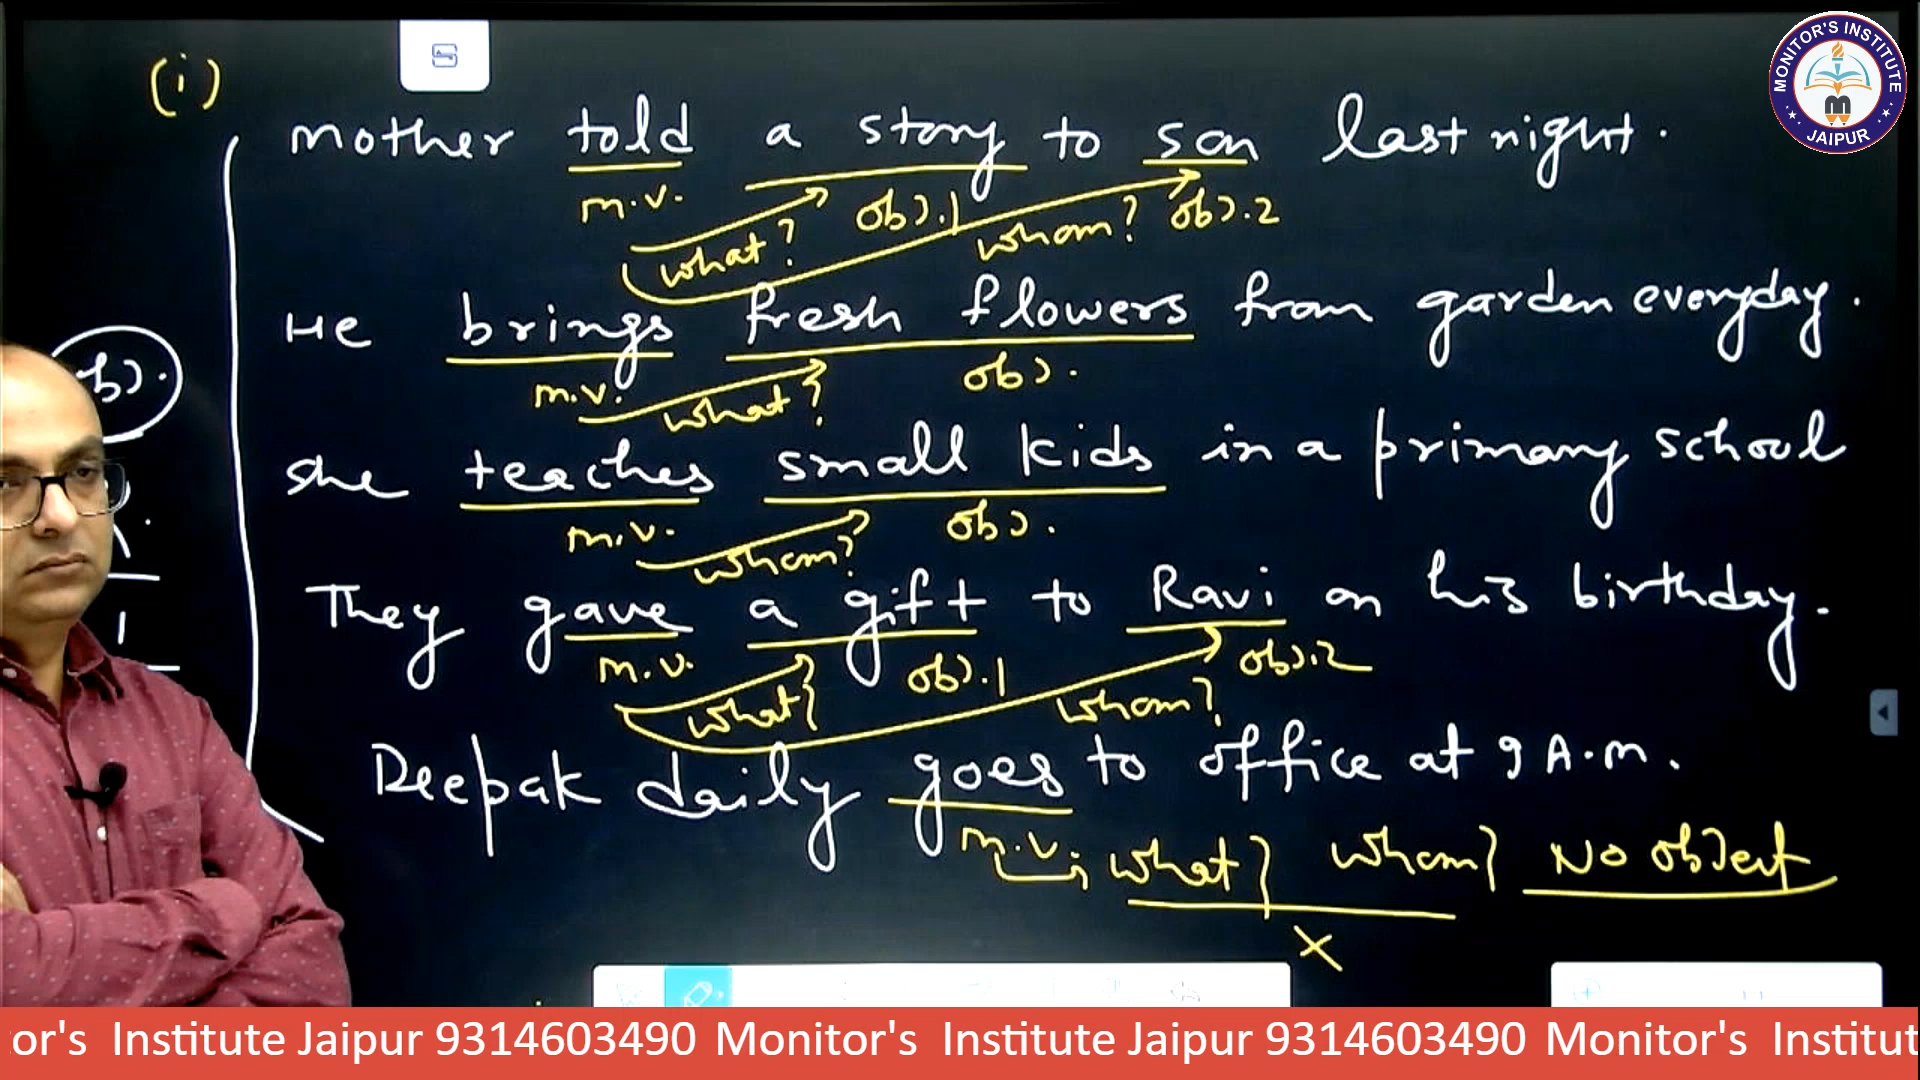 (i)
MONITOR'S INSTITUTE
JAIPUR
mother told a story to son last night.
m.v. what? obj.1 whom? obj.2
He brings fresh flowers from garden everyday.
m.v. what? obj.
obj.
she teaches small kids in a primary school
m.v. whom? obj.
They gave a gift to Ravi on his birthday.
m.v. what? obj.1 whom? obj.2
Deepak daily goes to office at 9 A.M.
m.v. what? whom? No object
x
or's Institute Jaipur 9314603490 Monitor's Institute Jaipur 9314603490 Monitor's Institut